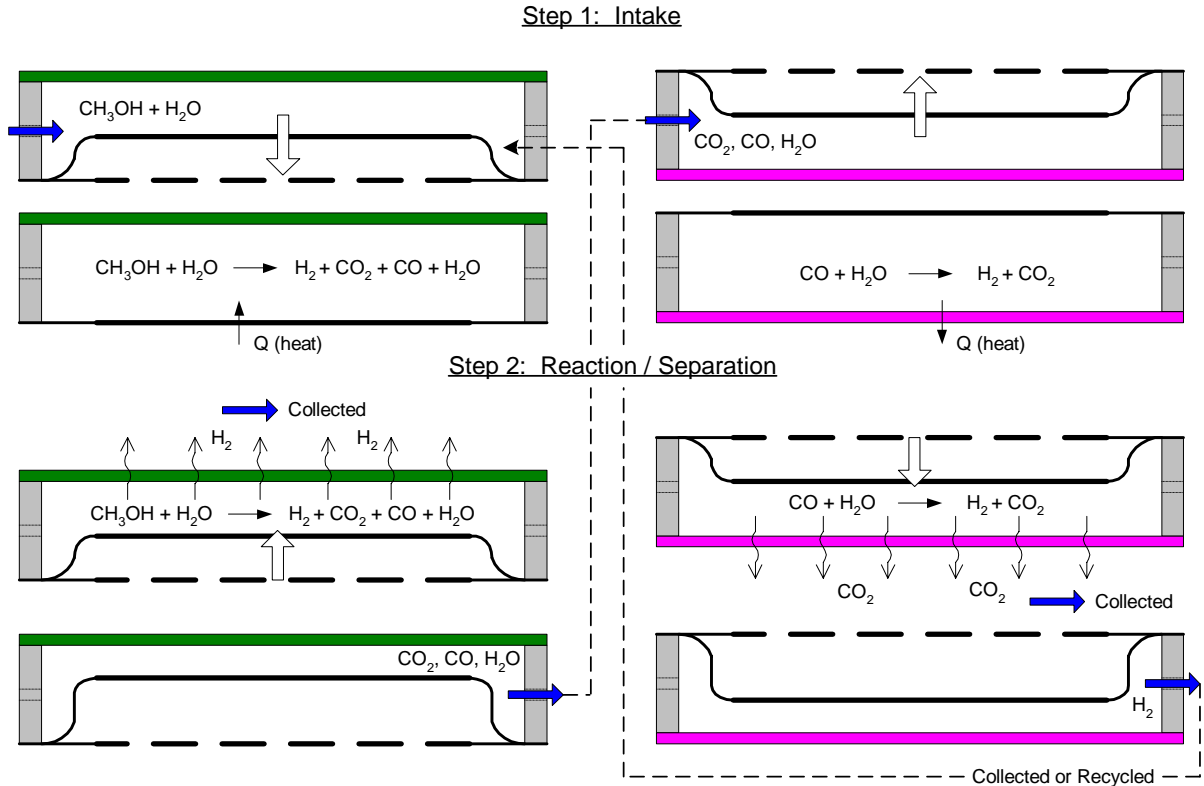 Step 1: Intake
CH₃OH + H₂O
CO₂, CO, H₂O
CH₃OH + H₂O → H₂ + CO₂ + CO + H₂O
Q (heat)
CO + H₂O → H₂ + CO₂
Q (heat)
Step 2: Reaction / Separation
Collected
H₂ H₂
CH₃OH + H₂O → H₂ + CO₂ + CO + H₂O
CO + H₂O → H₂ + CO₂
CO₂ CO₂
Collected
CO₂, CO, H₂O
H₂
Collected or Recycled